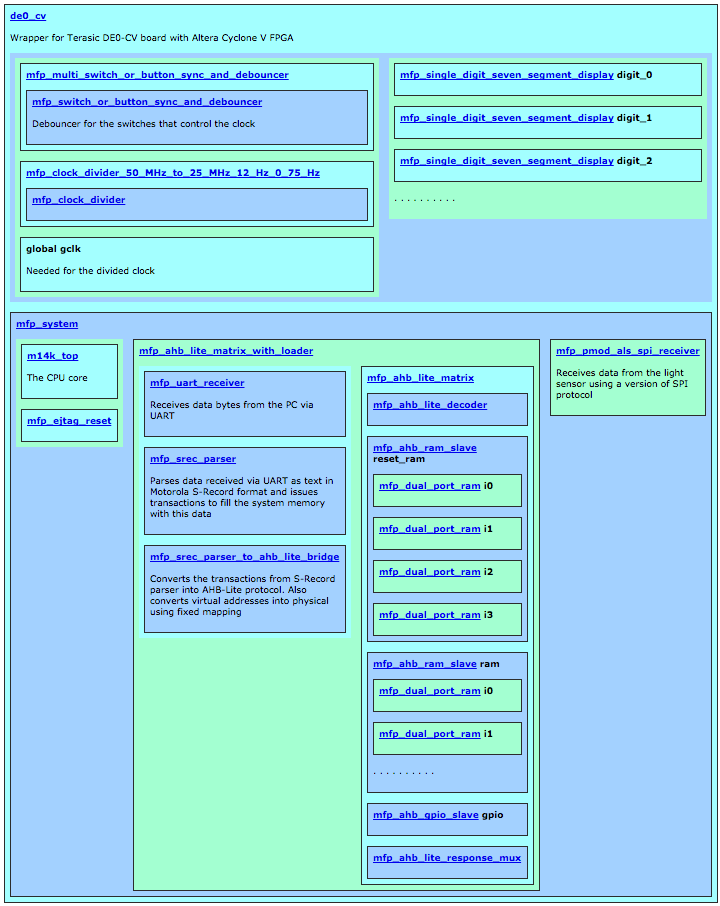 de0_cv
Wrapper for Terasic DE0-CV board with Altera Cyclone V FPGA
mfp_multi_switch_or_button_sync_and_debouncer
mfp_switch_or_button_sync_and_debouncer
Debouncer for the switches that control the clock
mfp_clock_divider_50_MHz_to_25_MHz_12_Hz_0_75_Hz
mfp_clock_divider
global gclk
Needed for the divided clock
mfp_single_digit_seven_segment_display digit_0
mfp_single_digit_seven_segment_display digit_1
mfp_single_digit_seven_segment_display digit_2
. . . . . . . . . .
mfp_system
m14k_top
The CPU core
mfp_ejtag_reset
mfp_ahb_lite_matrix_with_loader
mfp_uart_receiver
Receives data bytes from the PC via
UART
mfp_srec_parser
Parses data received via UART as text in
Motorola S-Record format and issues
transactions to fill the system memory
with this data
mfp_srec_parser_to_ahb_lite_bridge
Converts the transactions from S-Record
parser into AHB-Lite protocol. Also
converts virtual addresses into physical
using fixed mapping
mfp_ahb_lite_matrix
mfp_ahb_lite_decoder
mfp_ahb_ram_slave
reset_ram
mfp_dual_port_ram i0
mfp_dual_port_ram i1
mfp_dual_port_ram i2
mfp_dual_port_ram i3
mfp_ahb_ram_slave ram
mfp_dual_port_ram i0
mfp_dual_port_ram i1
. . . . . . . . . .
mfp_ahb_gpio_slave gpio
mfp_ahb_lite_response_mux
mfp_pmod_als_spi_receiver
Receives data from the light
sensor using a version of SPI
protocol